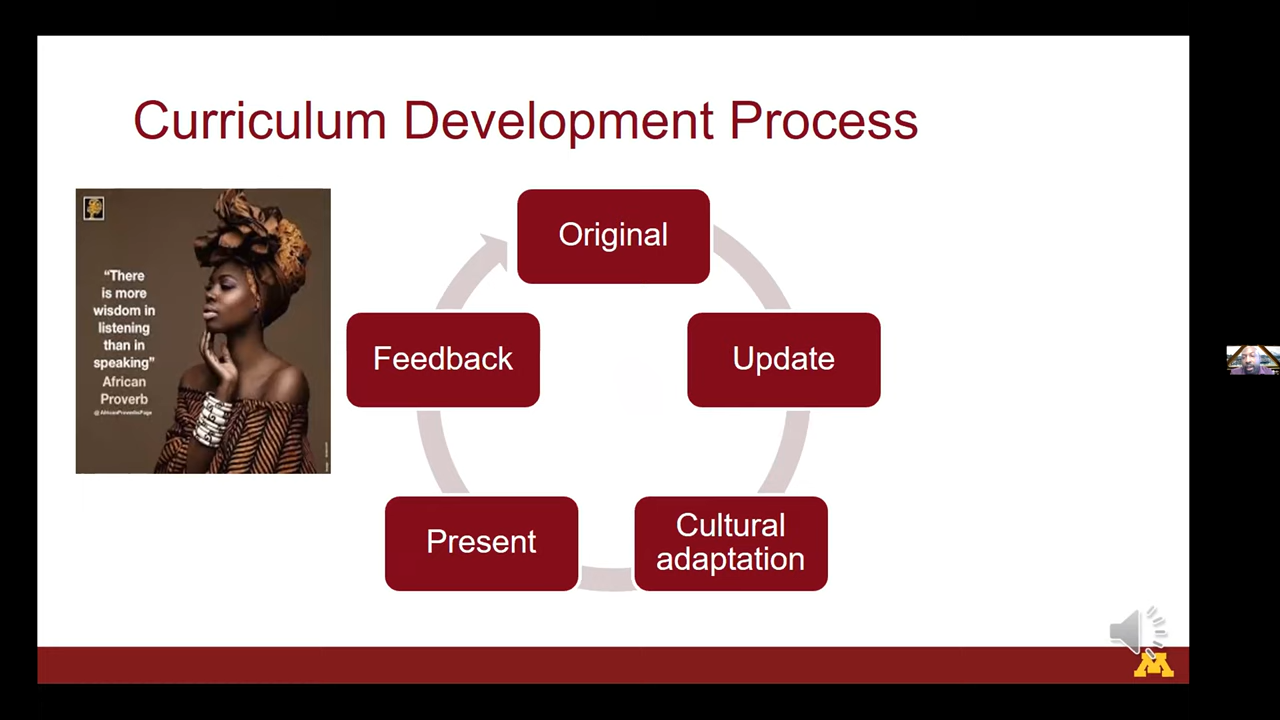 Curriculum Development Process
“There
is more
wisdom in
listening
than in
speaking”
African
Proverb
@AfricanProverbsPage
Original
Update
Cultural
adaptation
Present
Feedback
M